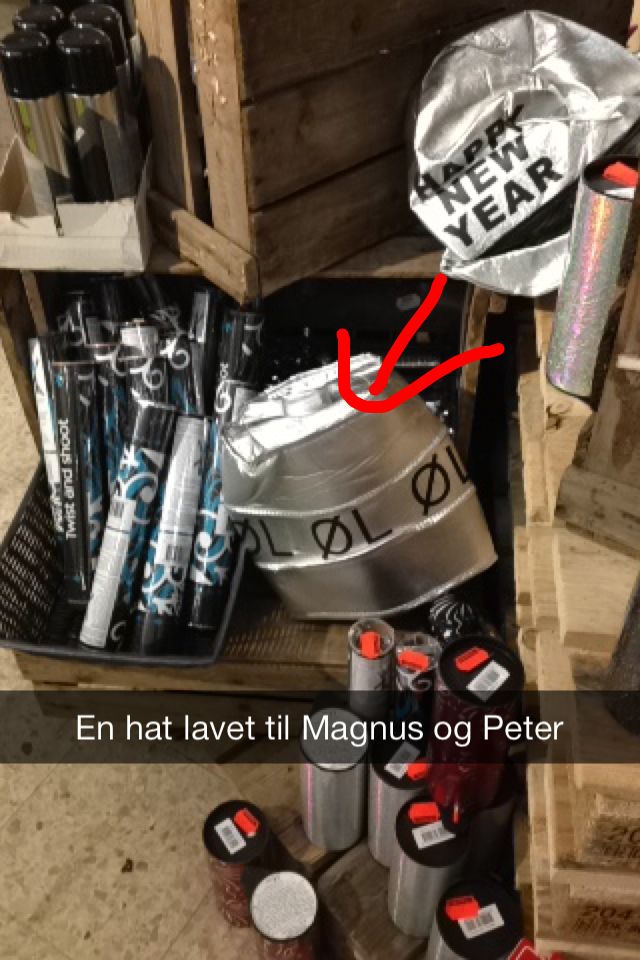 HAPPY
NEW
YEAR
Twist and shoot
ØL ØL ØL
En hat lavet til Magnus og Peter